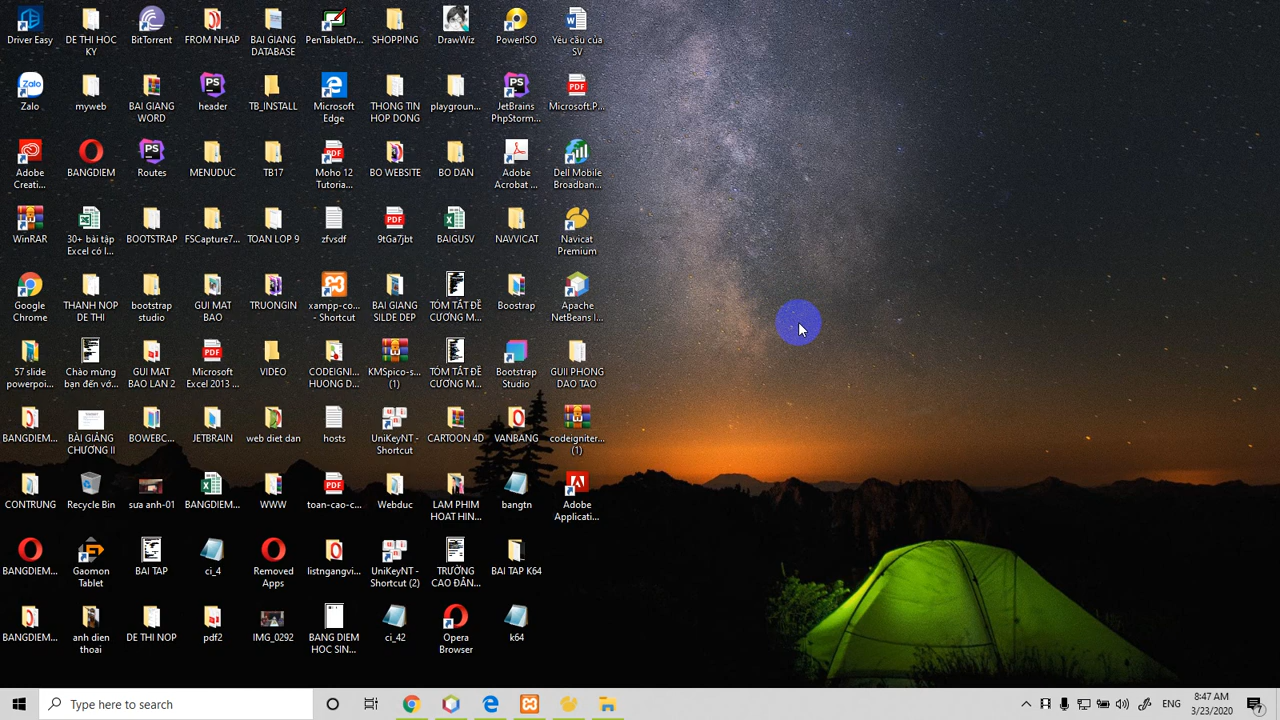 Driver Easy
DE THI HOC
KY
BitTorrent
FROM NHAP
BAI GIANG
DATABASE
PenTabletDr...
SHOPPING
DrawWiz
PowerISO
Yêu cầu của
SV
Zalo
myweb
BAI GIANG
WORD
header
TB_INSTALL
Microsoft
Edge
THONG TIN
HOP DONG
playgroun...
JetBrains
PhpStorm...
Microsoft.P...
Adobe
Creati...
BANGDIEM
Routes
MENUDUC
TB17
Moho 12
Tutoria...
BO WEBSITE
BO DAN
Adobe
Acrobat ...
Dell Mobile
Broadban...
WinRAR
30+ bài tập
Excel có l...
BOOTSTRAP
FSCapture7...
TOAN LOP 9
zfvsdf
9tGa7jbt
BAIGUSV
NAVVICAT
Navicat
Premium
Google
Chrome
THANH NOP
DE THI
bootstrap
studio
GUI MAT
BAO
TRUONGIN
xampp-co...
- Shortcut
BAI GIANG
SILDE DEP
TÓM TẮT ĐỀ
CƯƠNG M...
Boostrap
Apache
NetBeans I...
57 slide
powerpoi...
Chào mừng
bạn đến vớ...
GUI MAT
BAO LAN 2
Microsoft
Excel 2013 ...
VIDEO
CODEIGNI...
HUONG D...
KMSpico-s...
(1)
TÓM TẮT ĐỀ
CƯƠNG M...
Bootstrap
Studio
GUII PHONG
DAO TAO
BANGDIEM...
BÀI GIẢNG
CHƯƠNG II
BOWEBC...
JETBRAIN
web diet dan
hosts
UniKeyNT -
Shortcut
CARTOON 4D
VANBANG
codeigniter...
(1)
CONTRUNG
Recycle Bin
sưa anh-01
BANGDIEM...
WWW
toan-cao-c...
Webduc
LAM PHIM
HOAT HIN...
bangtn
Adobe
Applicati...
BANGDIEM...
Gaomon
Tablet
BAI TAP
ci_4
Removed
Apps
listngangvi...
UniKeyNT -
Shortcut (2)
TRƯỜNG
CAO ĐẲN...
BAI TAP K64
BANGDIEM...
anh dien
thoai
DE THI NOP
pdf2
IMG_0292
BANG DIEM
HOC SIN...
ci_42
Opera
Browser
k64
Type here to search
ENG
8:47 AM
3/23/2020